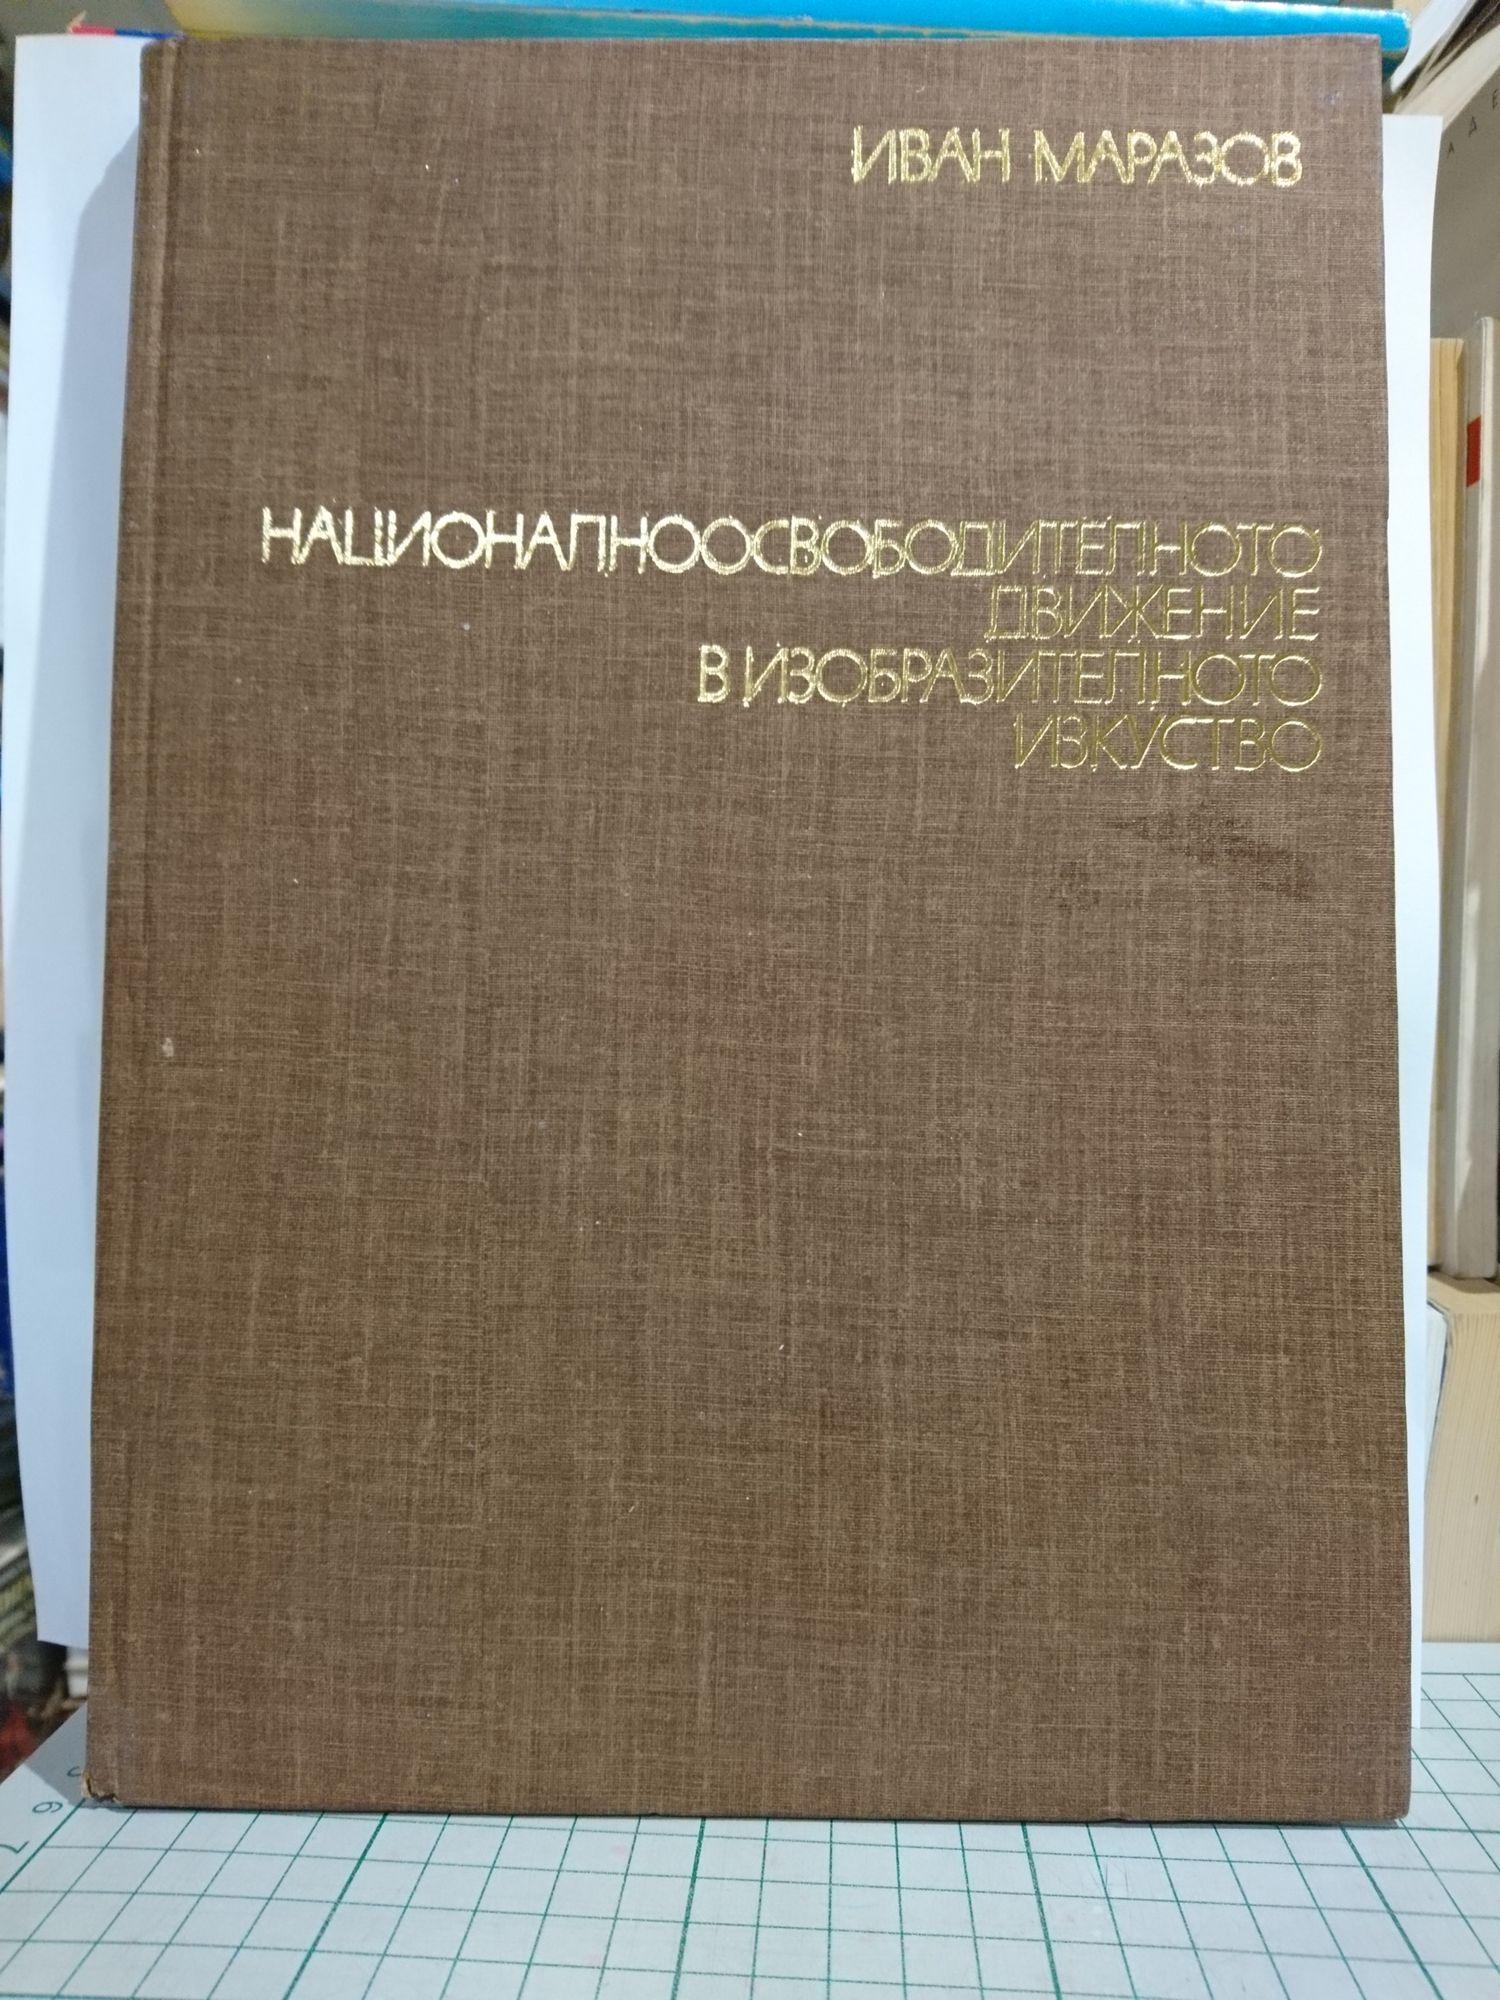 ИВАН МАРАЗОВ
НАЦИОНАЛНООСВОБОДИТЕЛНОТО
ДВИЖЕНИЕ
В ИЗОБРАЗИТЕЛНОТО
ИЗКУСТВО